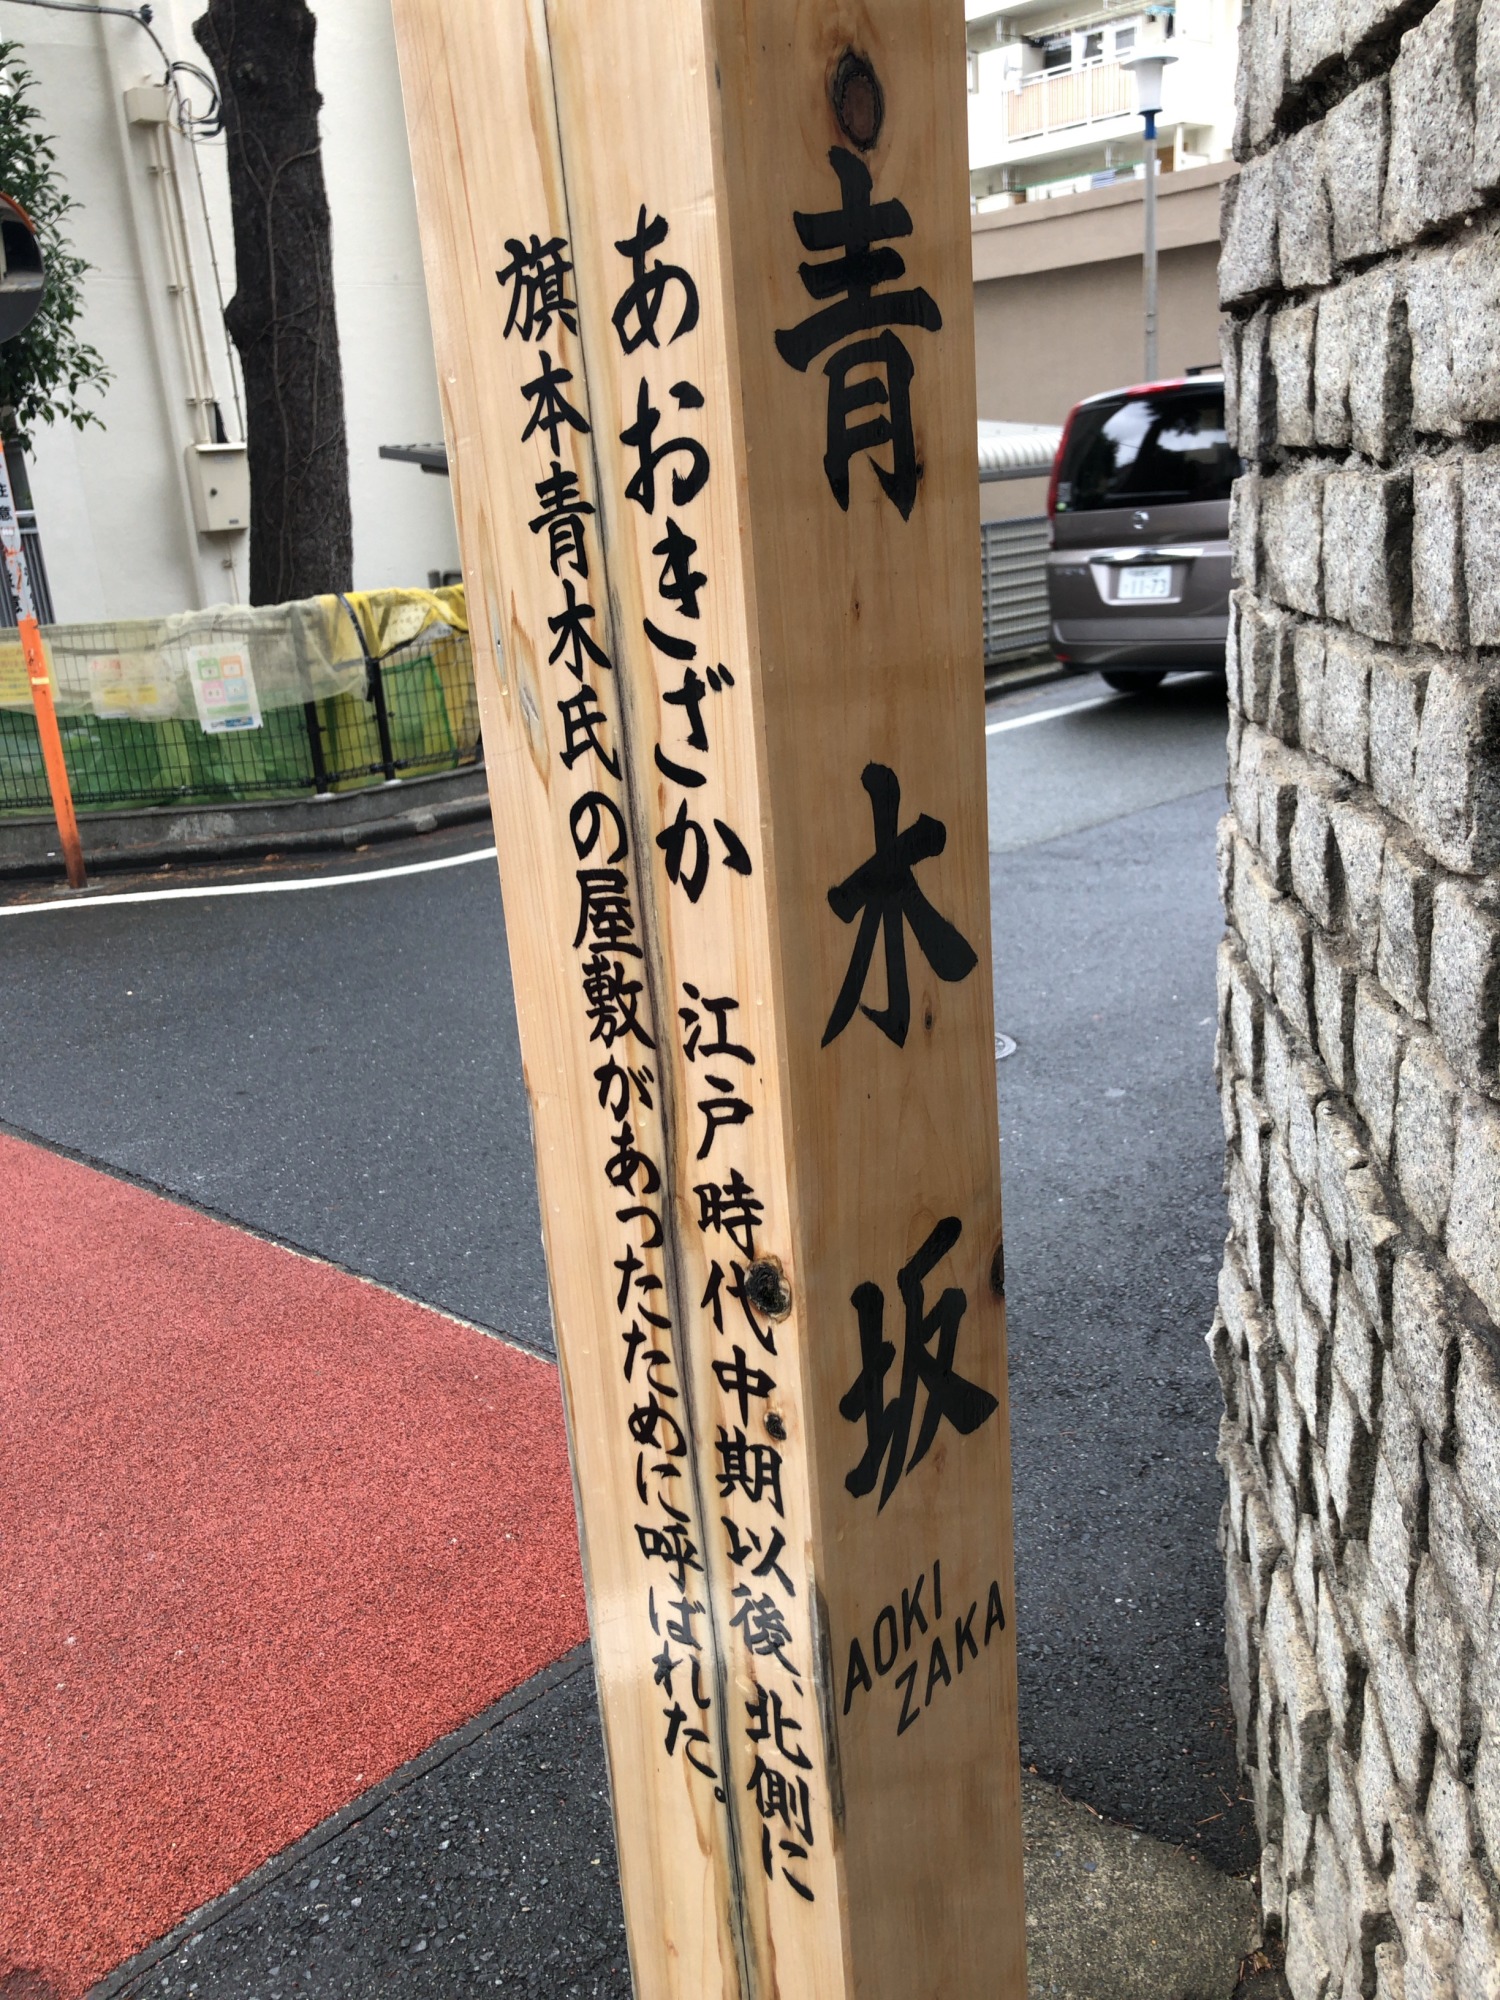 青木坂
AOKI
ZAKA
あおきざか　江戸時代中期以後、北側に
旗本青木氏の屋敷があったために呼ばれた。
11-73